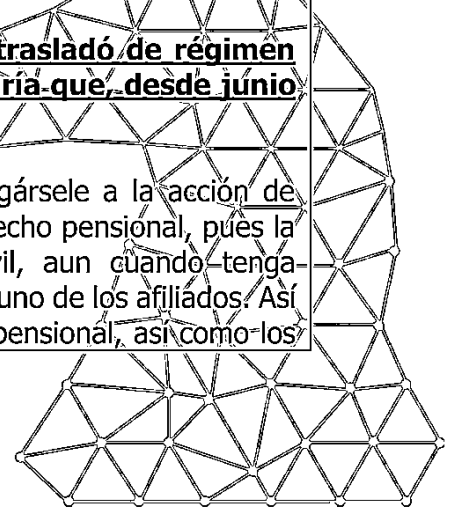 trasladó de régimen
ría que, desde junio
gársele a la acción de
echo pensional, pues la
vil, aun cuando tenga
uno de los afiliados. Así
pensional, así como los